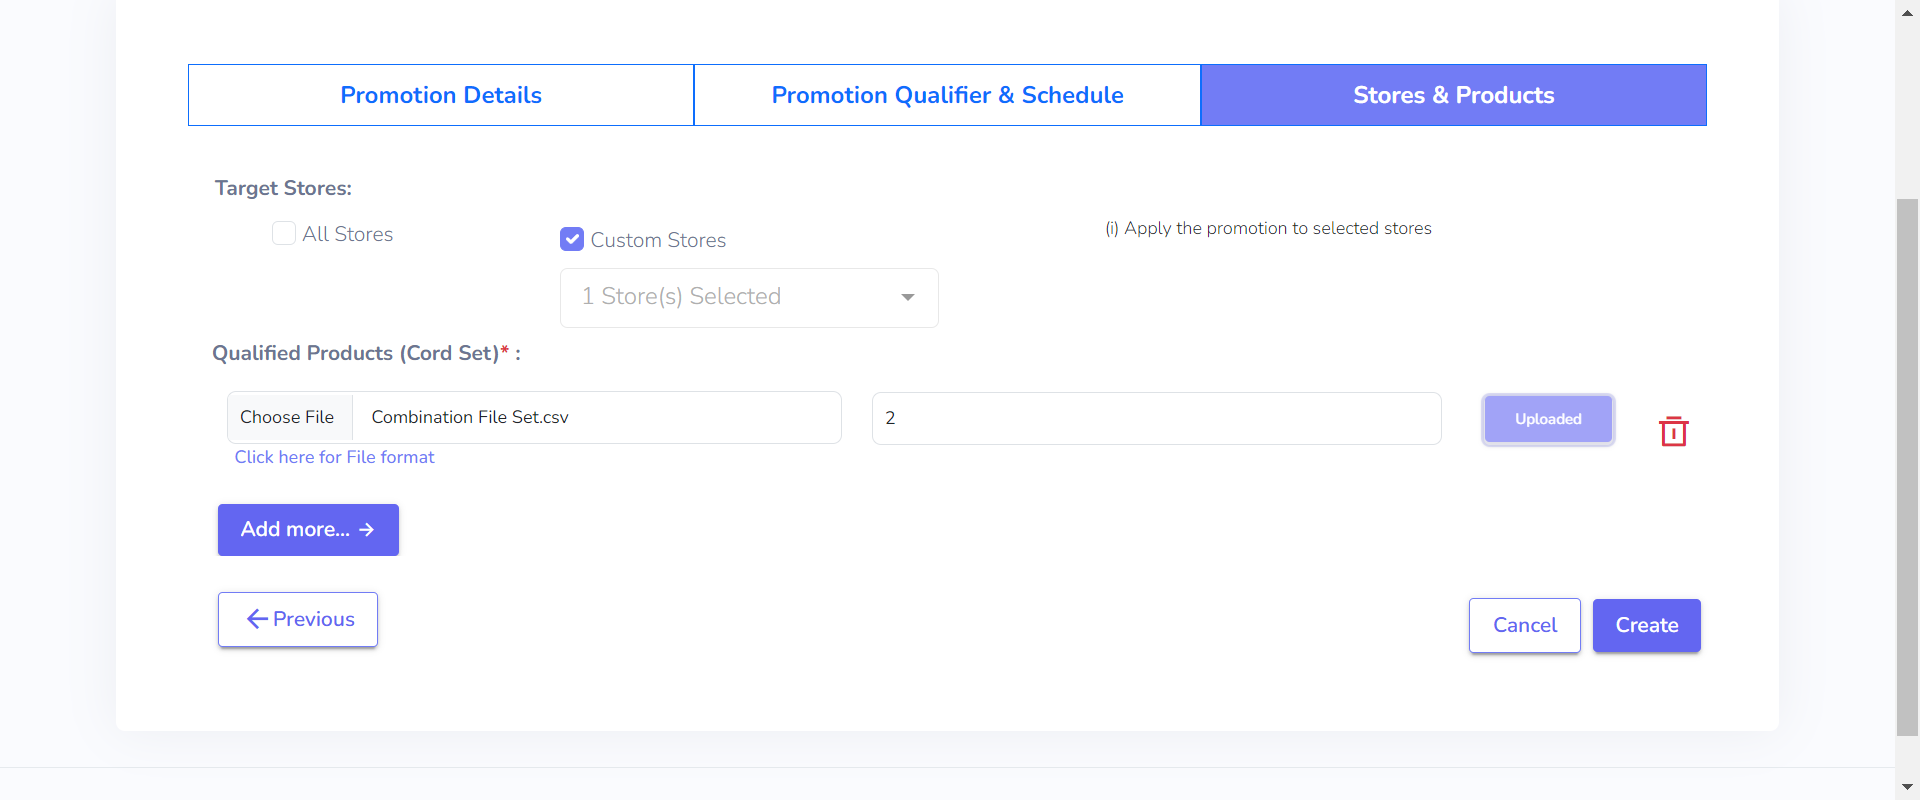 Promotion Details
Promotion Qualifier & Schedule
Stores & Products
Target Stores:
All Stores
Custom Stores
(i) Apply the promotion to selected stores
1 Store(s) Selected
Qualified Products (Cord Set)* :
Choose File
Combination File Set.csv
2
Uploaded
Click here for File format
Add more... →
← Previous
Cancel
Create